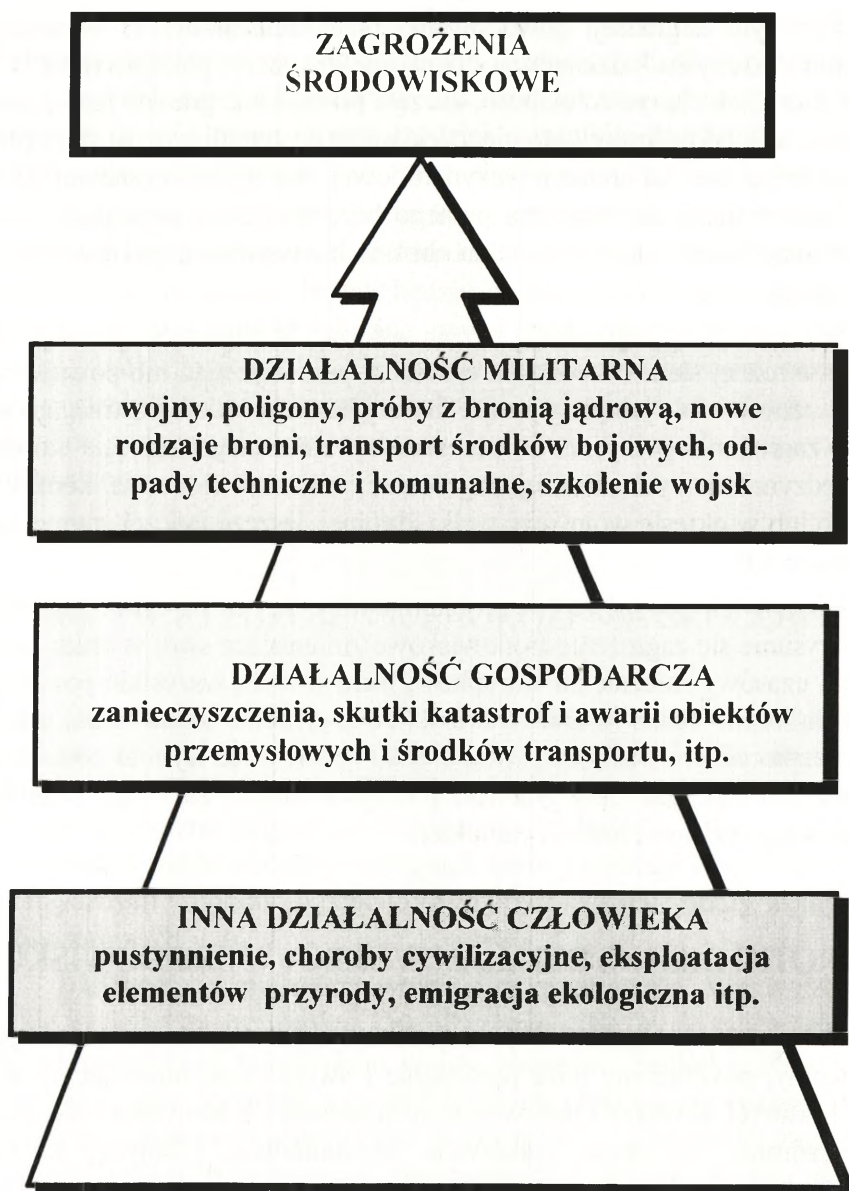 ZAGROŻENIA
ŚRODOWISKOWE
DZIAŁALNOŚĆ MILITARNA
wojny, poligony, próby z bronią jądrową, nowe
rodzaje broni, transport środków bojowych, od-
pady techniczne i komunalne, szkolenie wojsk
DZIAŁALNOŚĆ GOSPODARCZA
zanieczyszczenia, skutki katastrof i awarii obiektów
przemysłowych i środków transportu, itp.
INNA DZIAŁALNOŚĆ CZŁOWIEKA
pustynnienie, choroby cywilizacyjne, eksploatacja
elementów przyrody, emigracja ekologiczna itp.